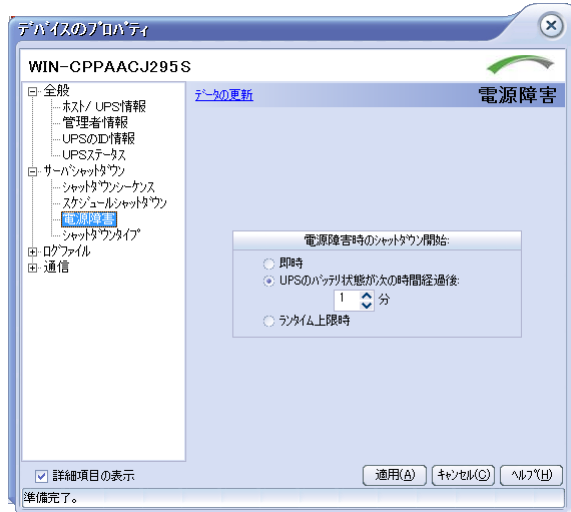 デバイスのプロパティ
WIN-CPPAACJ295S
全般
ホスト/ UPS情報
管理者情報
UPSのID情報
UPSステータス
サーバシャットダウン
シャットダウンシーケンス
スケジュールシャットダウン
電源障害
シャットダウンタイプ
ログファイル
通信
データの更新
電源障害
電源障害時のシャットダウン開始:
即時
UPSのバッテリ状態が次の時間経過後:
1 分
ランタイム上限時
詳細項目の表示
適用(A) キャンセル(C) ヘルプ(H)
準備完了。